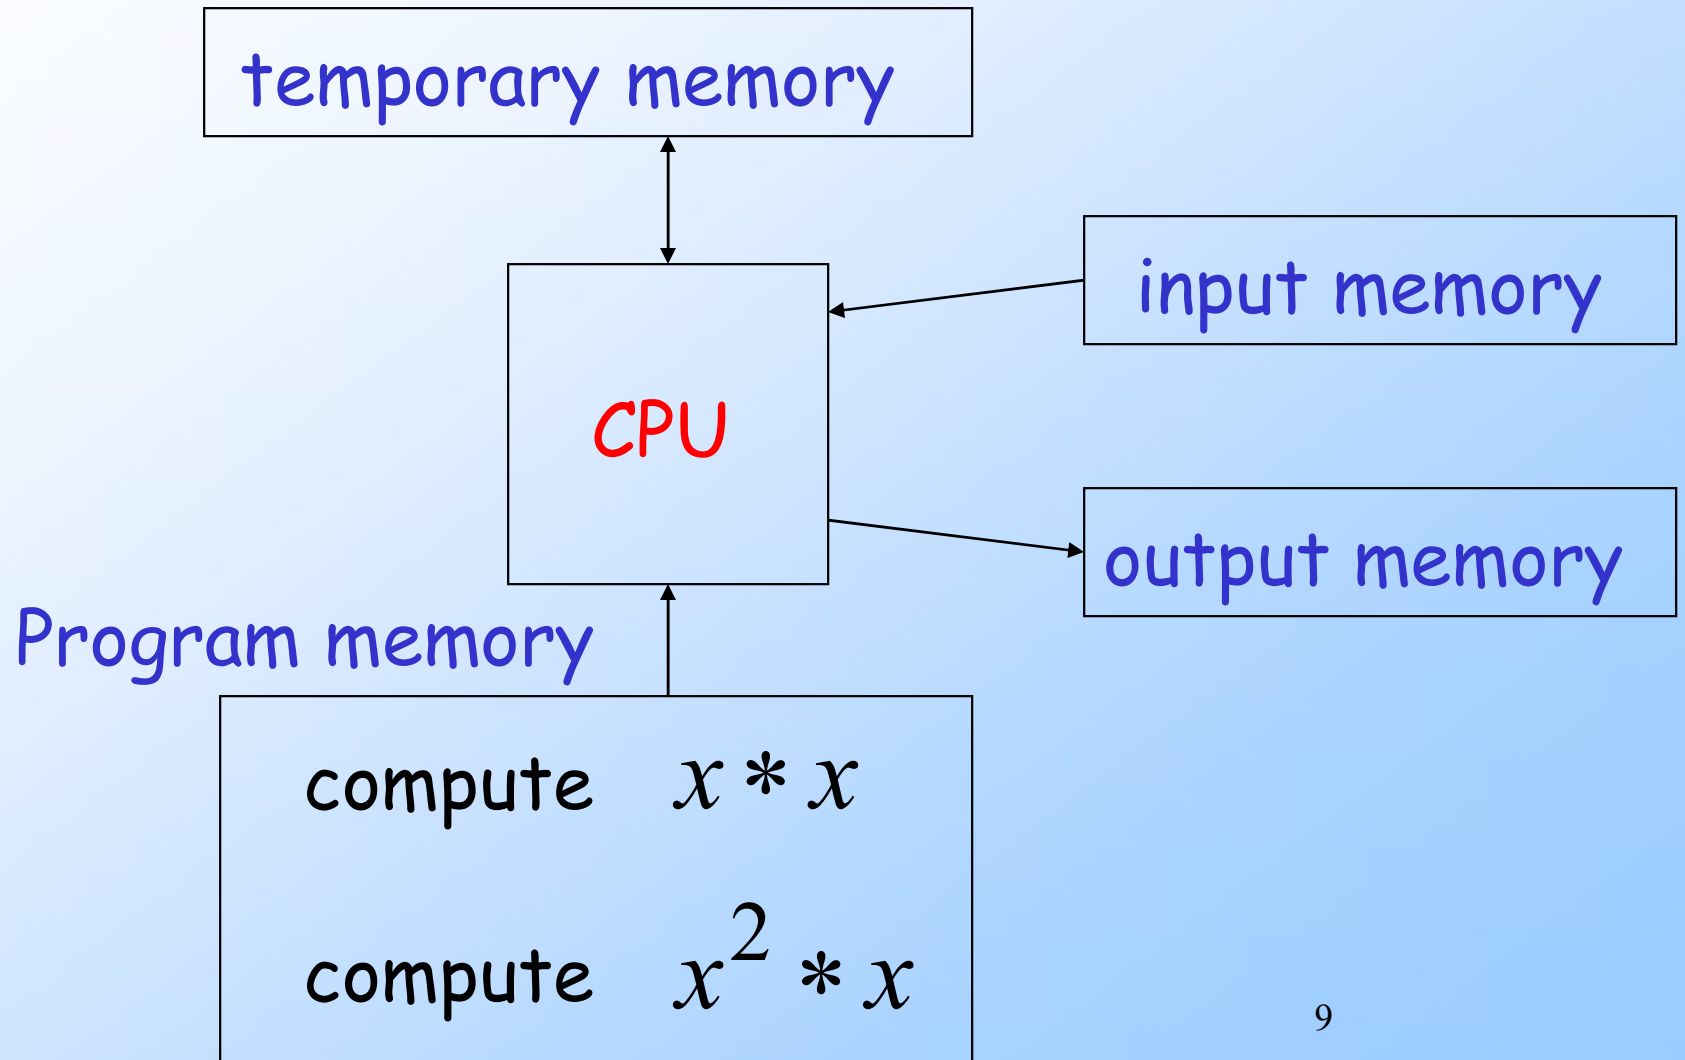 temporary memory
input memory
CPU
output memory
Program memory
compute x * x
compute x² * x
9